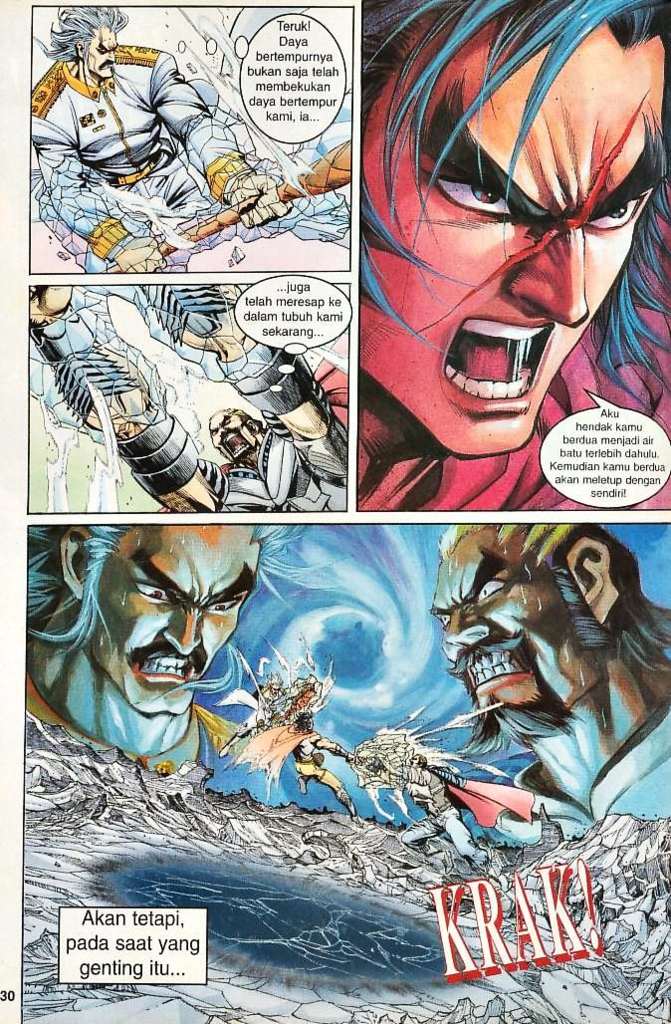 Teruk!
Daya
bertempurnya
bukan saja telah
membekukan
daya bertempur
kami, ia...
...juga
telah meresap ke
dalam tubuh kami
sekarang...
Aku
hendak kamu
berdua menjadi air
batu terlebih dahulu.
Kemudian kamu berdua
akan meletup dengan
sendiri!
KRAK!
Akan tetapi,
pada saat yang
genting itu...
30